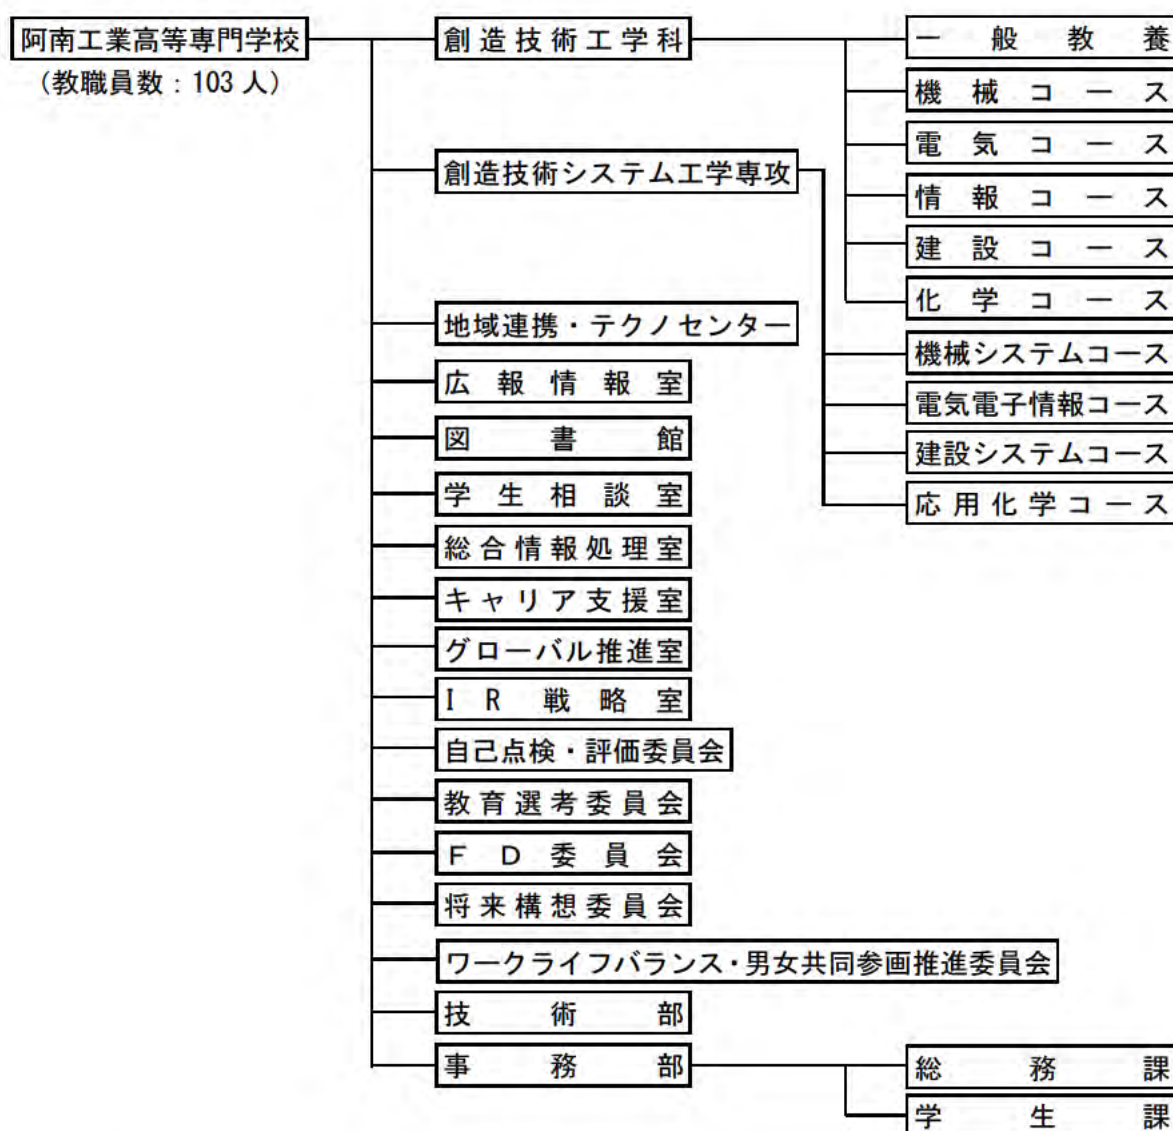 阿南工業高等専門学校
（教職員数：103人）
創造技術工学科
一般教養
機械コース
電気コース
情報コース
建設コース
化学コース
創造技術システム工学専攻
機械システムコース
電気電子情報コース
建設システムコース
応用化学コース
地域連携・テクノセンター
広報情報室
図書館
学生相談室
総合情報処理室
キャリア支援室
グローバル推進室
IR戦略室
自己点検・評価委員会
教育選考委員会
ＦＤ委員会
将来構想委員会
ワークライフバランス・男女共同参画推進委員会
技術部
事務部
総務課
学生課